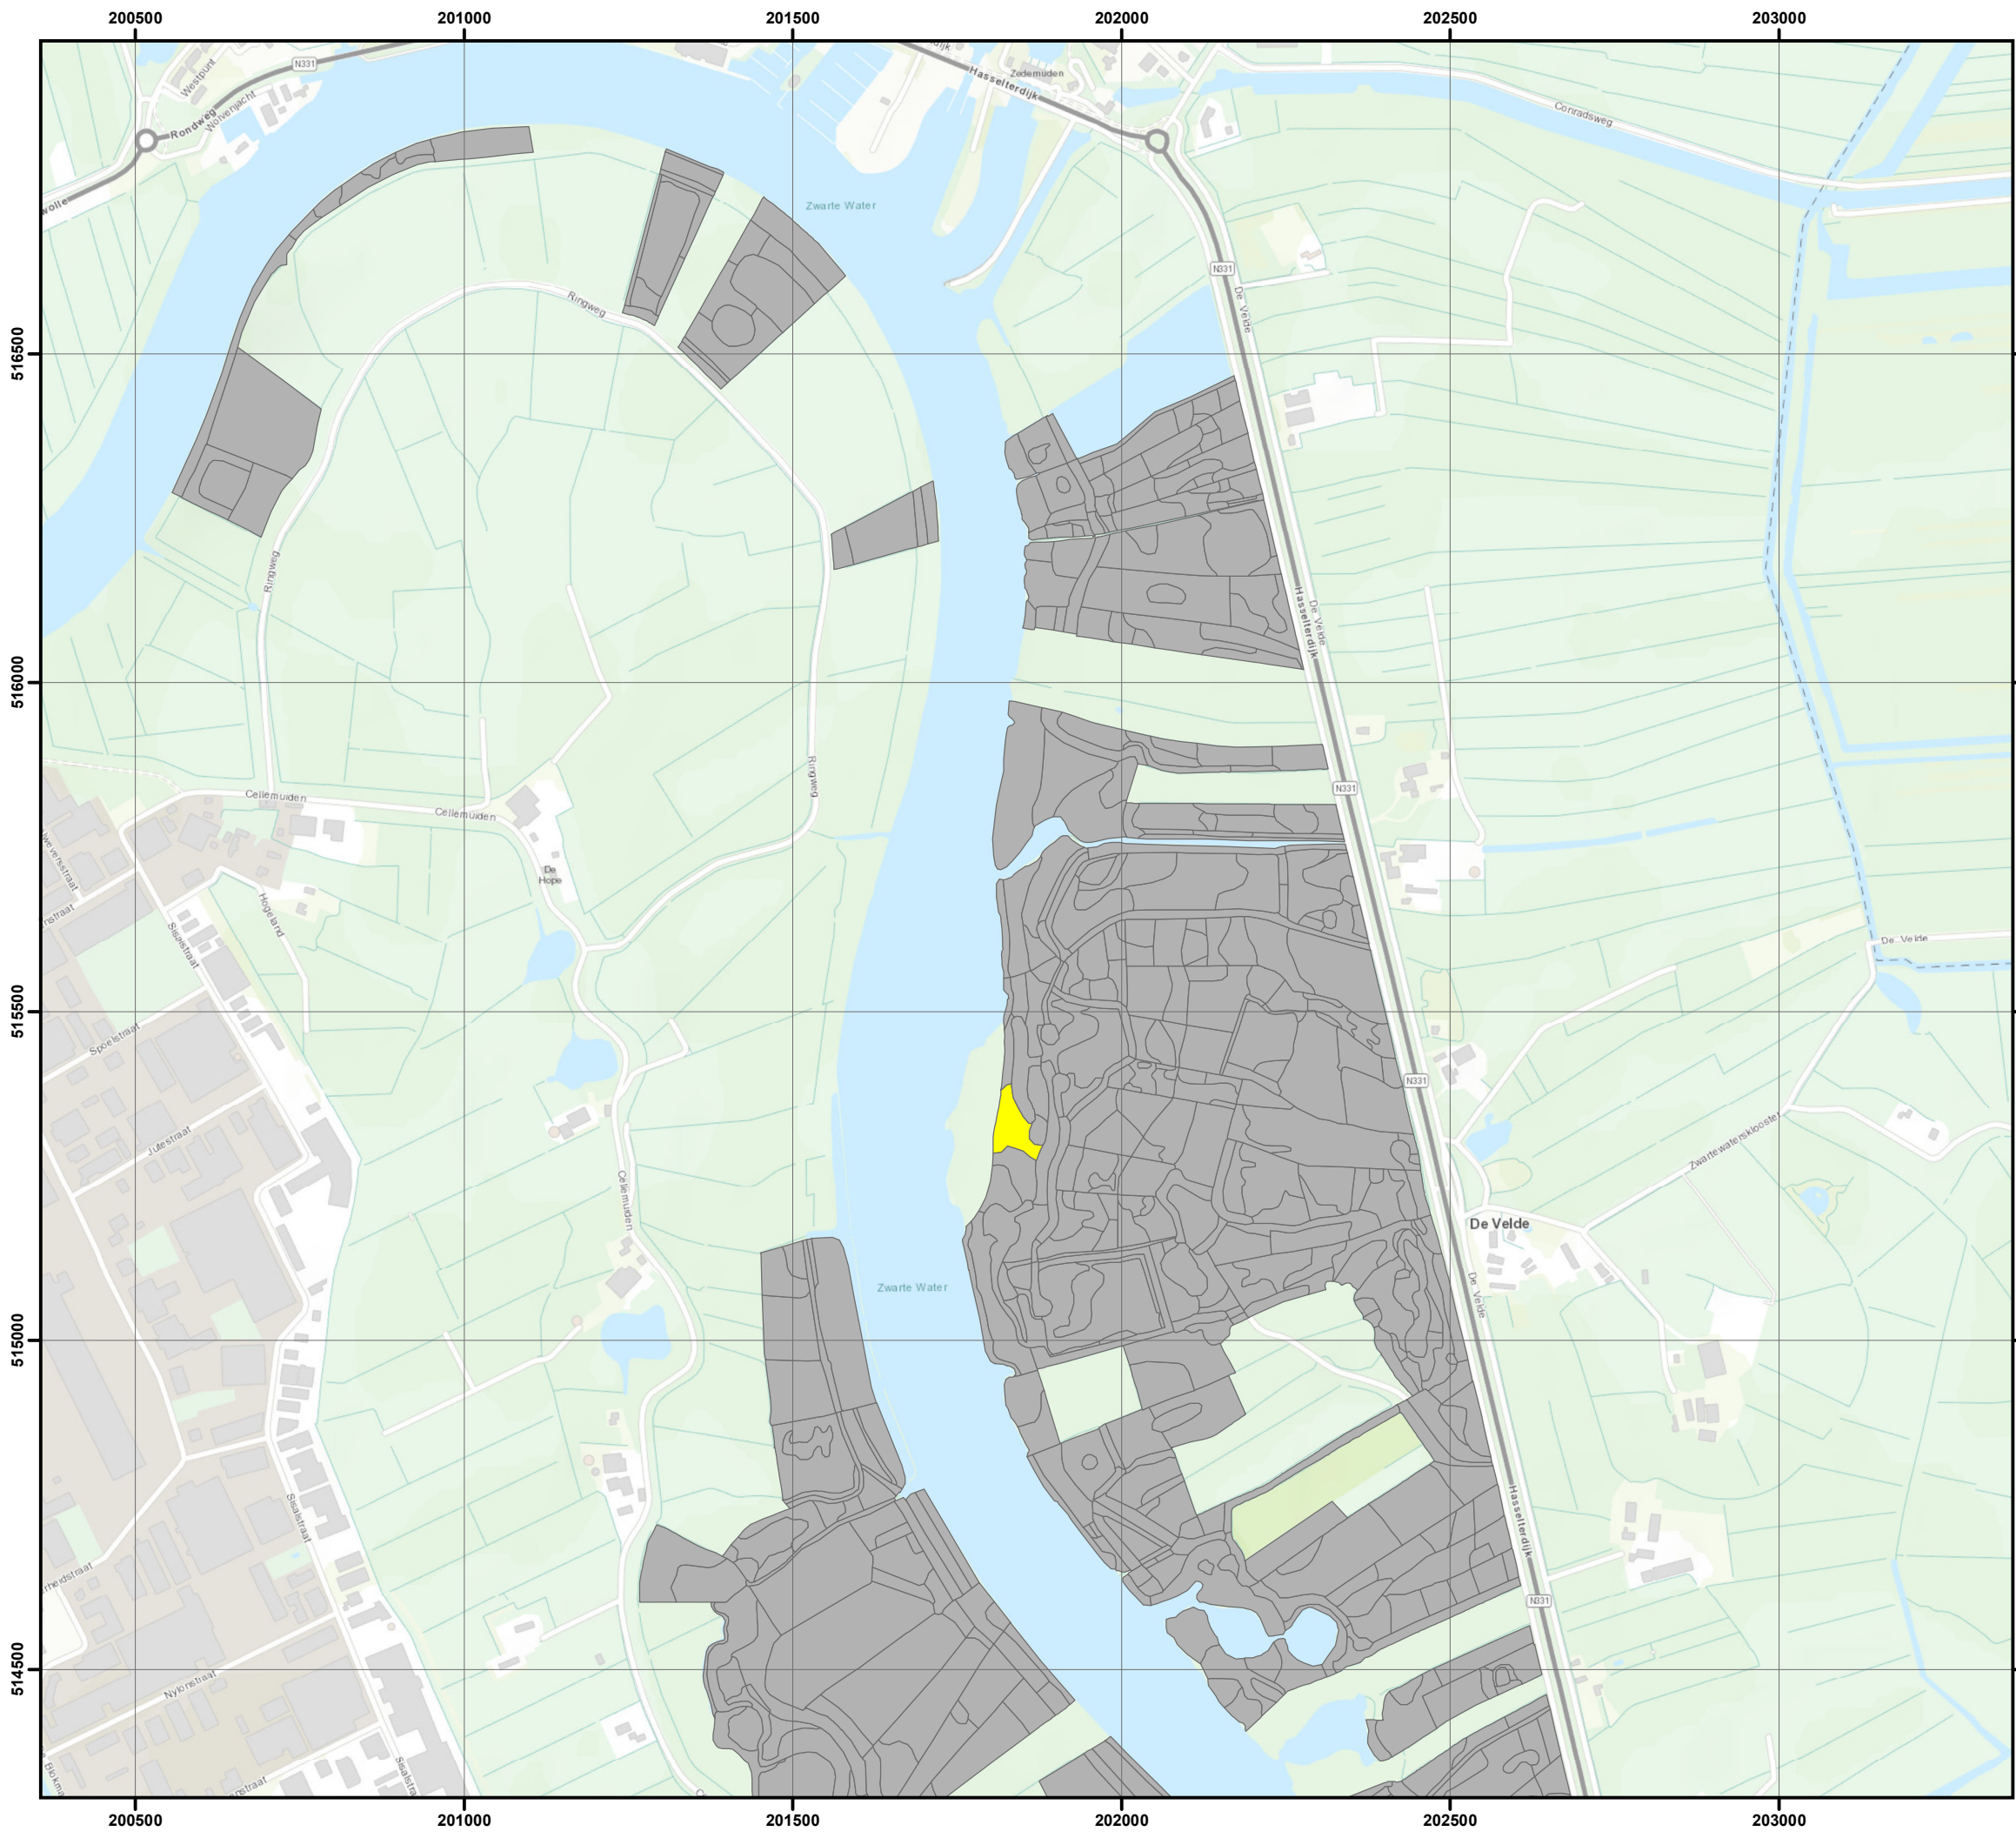 200500 201000 201500 202000 202500 203000
N331
Westpunt
Wolvenjacht
Rondweg
Hasselterdijk
Zedemuden
Conradsweg
Zwarte Water
N331
De Velde
Ringweg
516500
Ringweg
De Velde
Hasselterdijk
516000
Ringweg
N331
Cellemuiden
Cellemuiden
De
Hope
Hogeland
Sisalstraat
De Velde
515500
Spoelstraat
N331
Jutestraat
Zwartewatersklooster
Cellemuiden
De Velde
Zwarte Water
De Velde
515000
Sisalstraat
Hasselterdijk
N331
514500
Nylonstraat
200500 201000 201500 202000 202500 203000